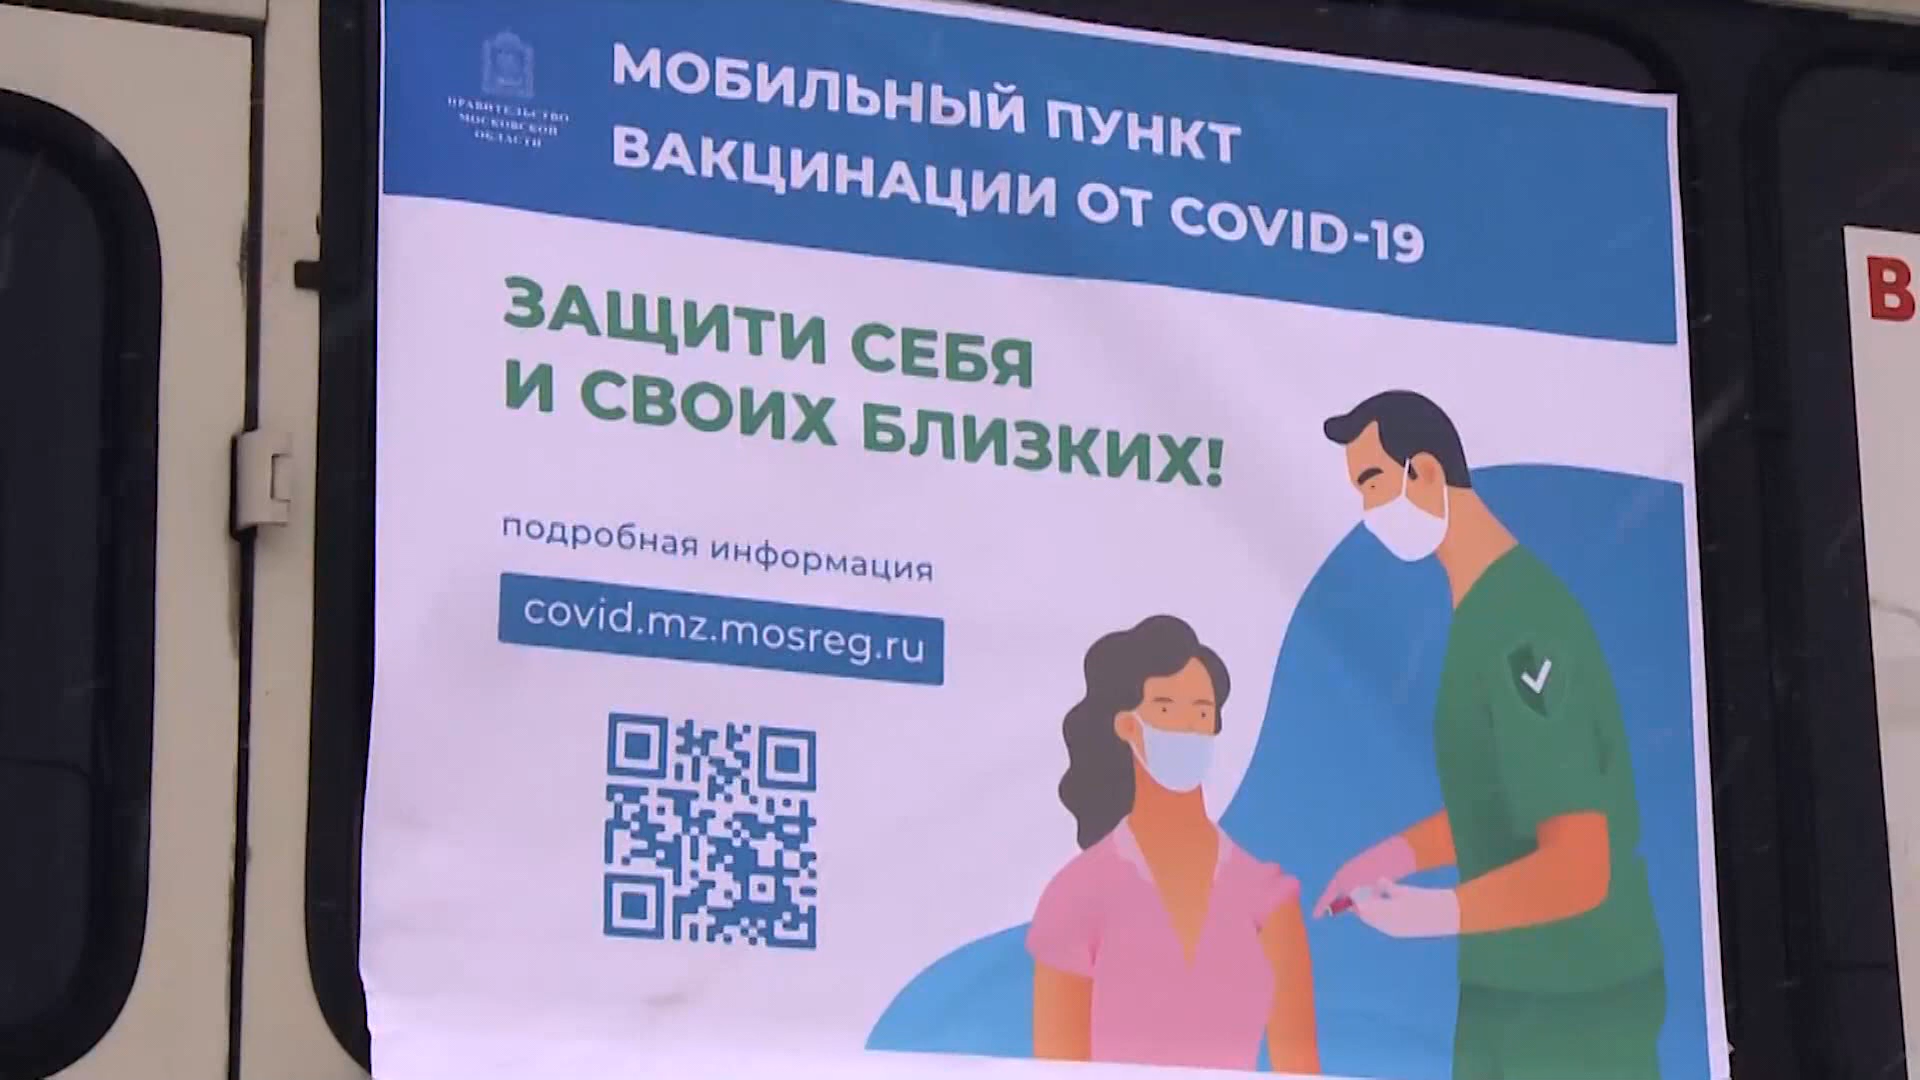 ПРАВИТЕЛЬСТВО
МОСКОВСКОЙ
ОБЛАСТИ
МОБИЛЬНЫЙ ПУНКТ
ВАКЦИНАЦИИ ОТ COVID-19
ЗАЩИТИ СЕБЯ
И СВОИХ БЛИЗКИХ!
подробная информация
covid.mz.mosreg.ru
В